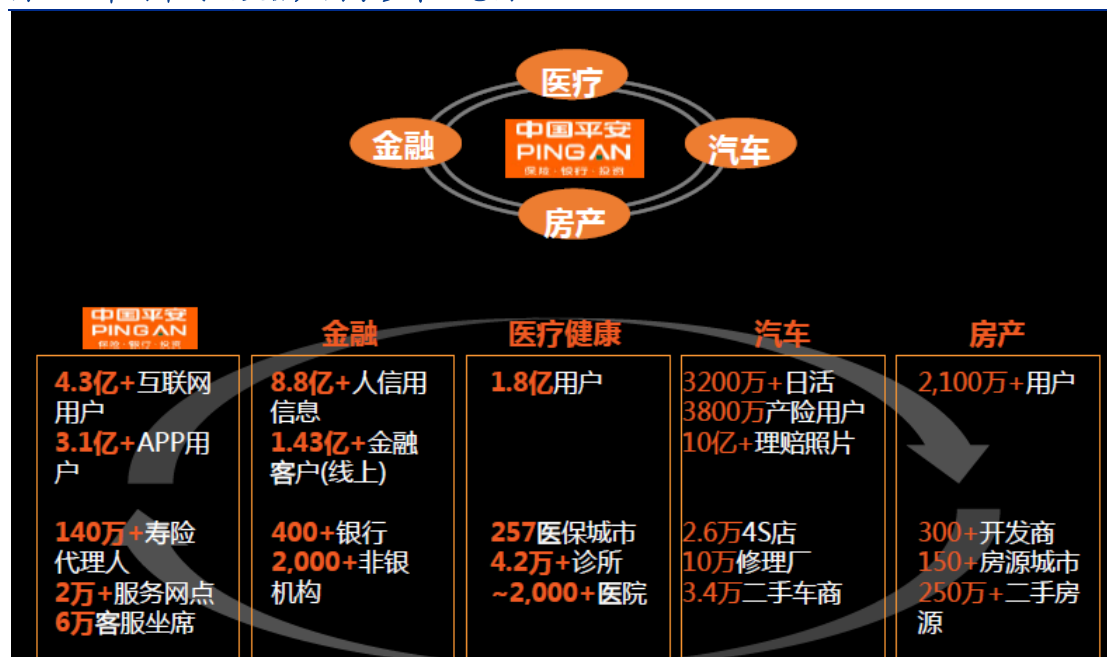 医疗
金融
中国平安
PING AN
保险·银行·投资
汽车
房产
中国平安
PING AN
保险·银行·投资
金融
医疗健康
汽车
房产
4.3亿+互联网
用户
3.1亿+APP用
户
140万+寿险
代理人
2万+服务网点
6万客服坐席
8.8亿+人信用
信息
1.43亿+金融
客户(线上)
400+银行
2,000+非银
机构
1.8亿用户
257医保城市
4.2万+诊所
~2,000+医院
3200万+日活
3800万产险用户
10亿+理赔照片
2.6万4S店
10万修理厂
3.4万二手车商
2,100万+用户
300+开发商
150+房源城市
250万+二手房
源